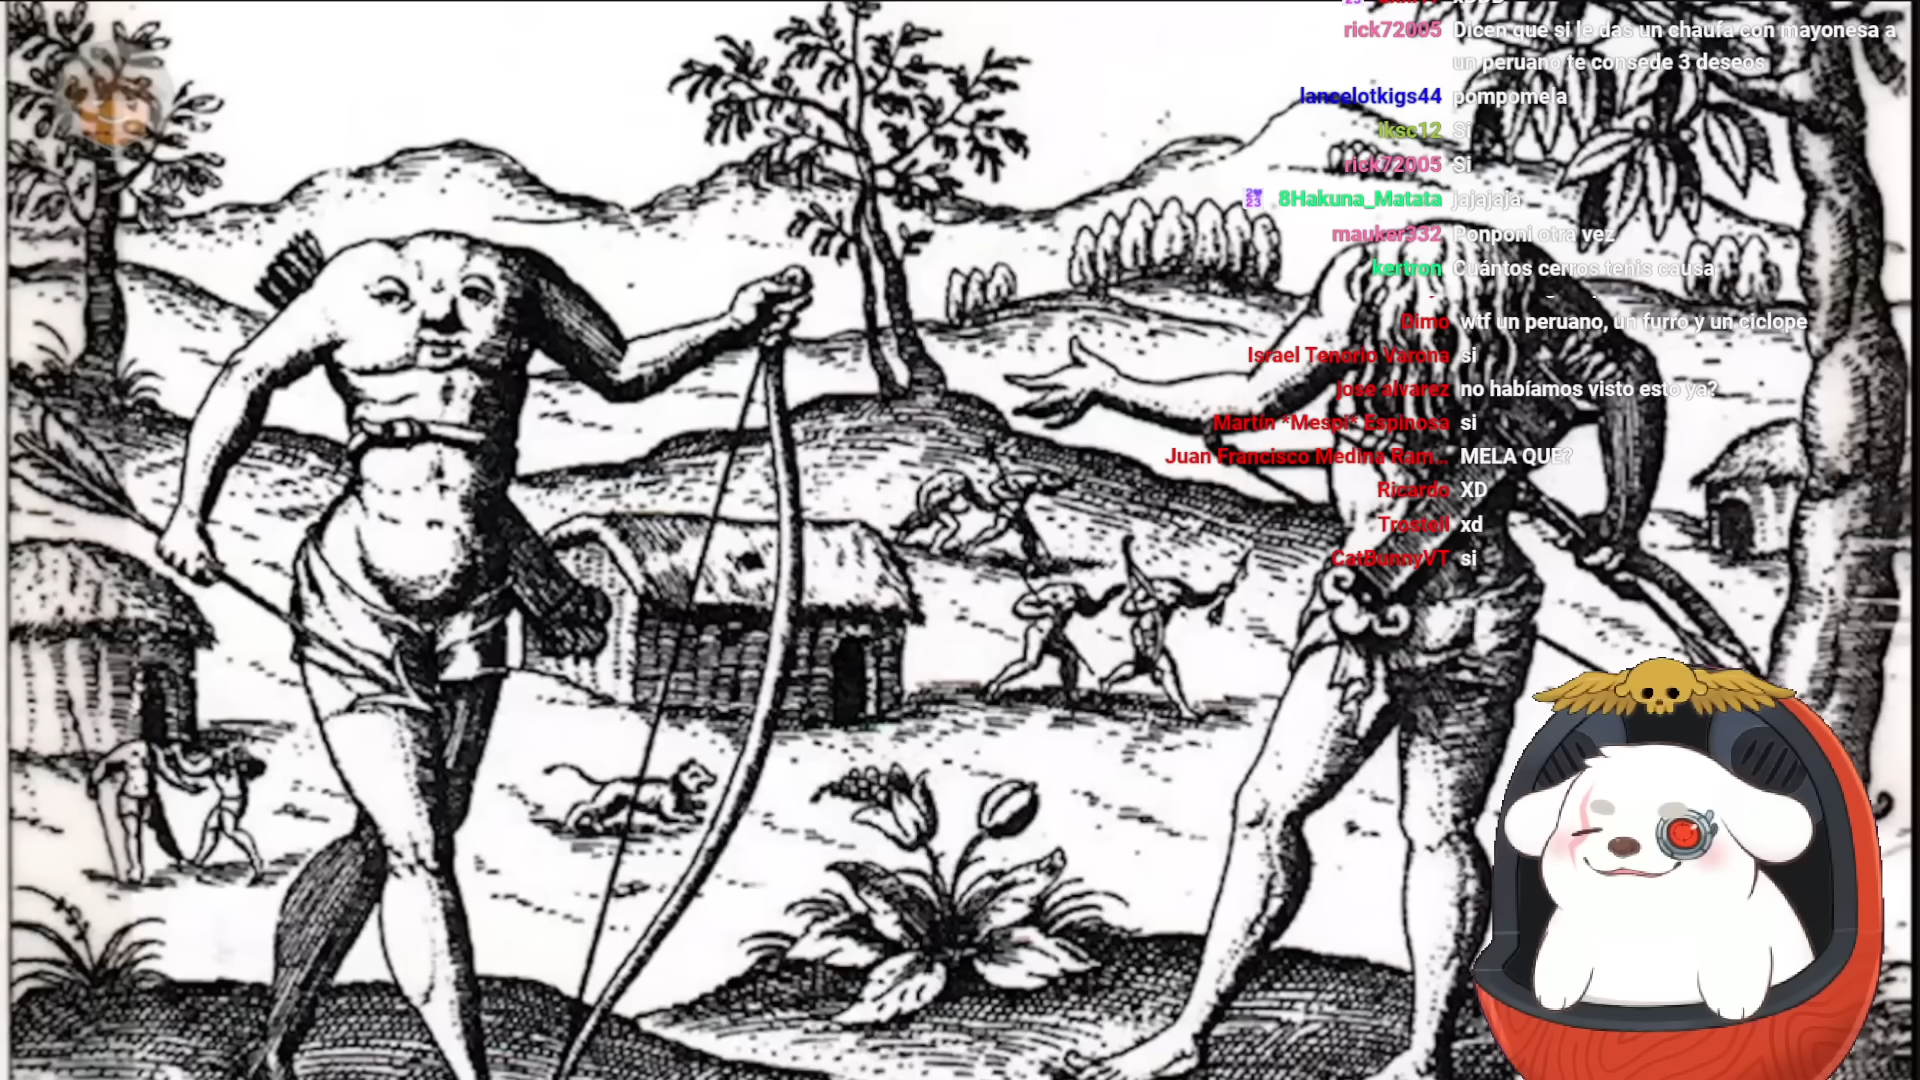 rick72005 Dicen que si le das un chaufa con mayonesa a
un peruano te consede 3 deseos
lancelotkigs44 pompomela
iksc12 Si
rick72005 Si
8Hakuna_Matata jajajaja
mauker332 Ponponi otra vez
kertron Cuántos cerros tenis causa
Dimo wtf un peruano, un furro y un ciclope
Israel Tenorio Varona si
jose alvarez no habíamos visto esto ya?
Martín *Mespi* Espinosa si
Juan Francisco Medina Ram... MELA QUE?
Ricardo XD
Trosteil xd
CatBunnyVT si